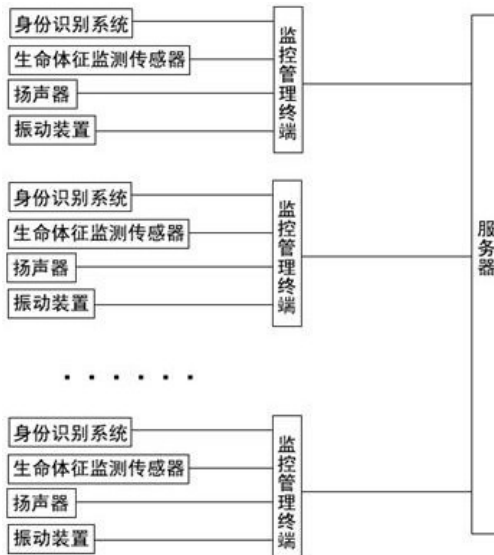 身份识别系统
生命体征监测传感器
扬声器
振动装置
监控管理终端
身份识别系统
生命体征监测传感器
扬声器
振动装置
监控管理终端
服务器
......
身份识别系统
生命体征监测传感器
扬声器
振动装置
监控管理终端